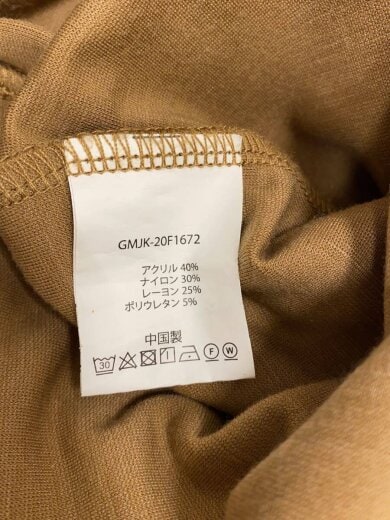 GMJK-20F1672
アクリル 40%
ナイロン 30%
レーヨン 25%
ポリウレタン 5%
中国製
30 F W